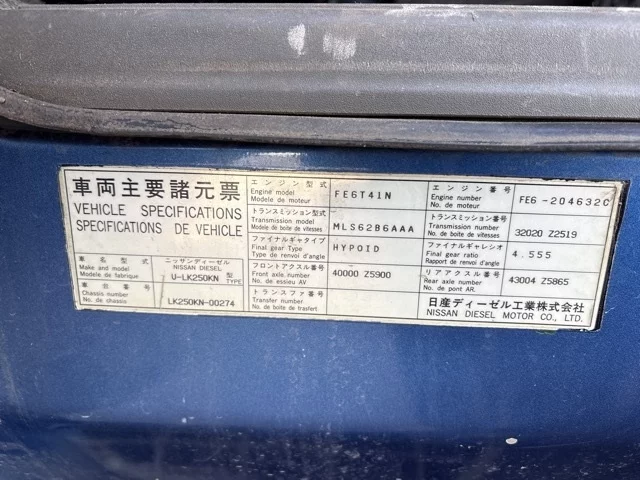 車両主要諸元票
VEHICLE SPECIFICATIONS
SPECIFICATIONS DE VEHICLE
車名型式
Make and model
Modele de fabrique
ニッサンディーゼル
NISSAN DIESEL
U-LK250KN 型
TYPE
車台番号
Chassis number
No. de chassis
LK250KN-00274
エンジン型式
Engine model
Modele de moteur
FE6T41N
トランスミッション型式
Transmission model
Modele de boite de vitesses
MLS62B6AAA
ファイナルギヤタイプ
Final gear Type
Type de renvoi d'angle
HYPOID
フロントアクスル番号
Front axle number
No. de essieu AV
40000 Z5900
トランスファ番号
Transfer number
No. de boite de trasfert
エンジン番号
Engine number
No. de moteur
FE6-204632C
トランスミッション番号
Transmission number
No. de boite de vitesses
32020 Z2519
ファイナルギヤレシオ
Final gear ratio
Rapport de renvoi d'angle
4.555
リアアクスル番号
Rear axle number
No. de pont AR.
43004 Z5865
日産ディーゼル工業株式会社
NISSAN DIESEL MOTOR CO., LTD.